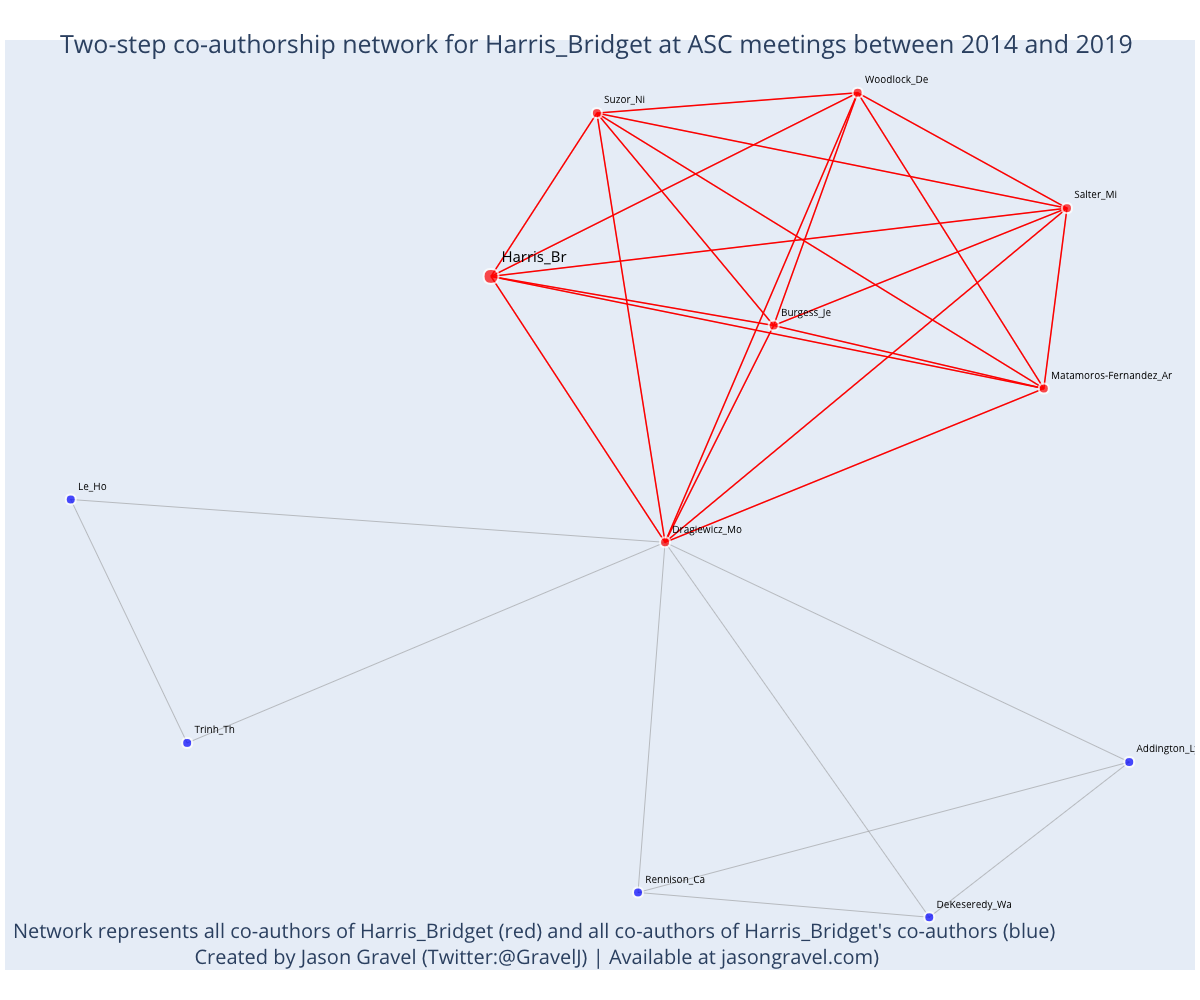 Two-step co-authorship network for Harris_Bridget at ASC meetings between 2014 and 2019
Woodlock_De
Suzor_Ni
Salter_Mi
Harris_Br
Burgess_Je
Matamoros-Fernandez_Ar
Le_Ho
Dragiewicz_Mo
Trinh_Th
Addington_L
Rennison_Ca
DeKeseredy_Wa
Network represents all co-authors of Harris_Bridget (red) and all co-authors of Harris_Bridget's co-authors (blue)
Created by Jason Gravel (Twitter:@GravelJ) | Available at jasongravel.com)